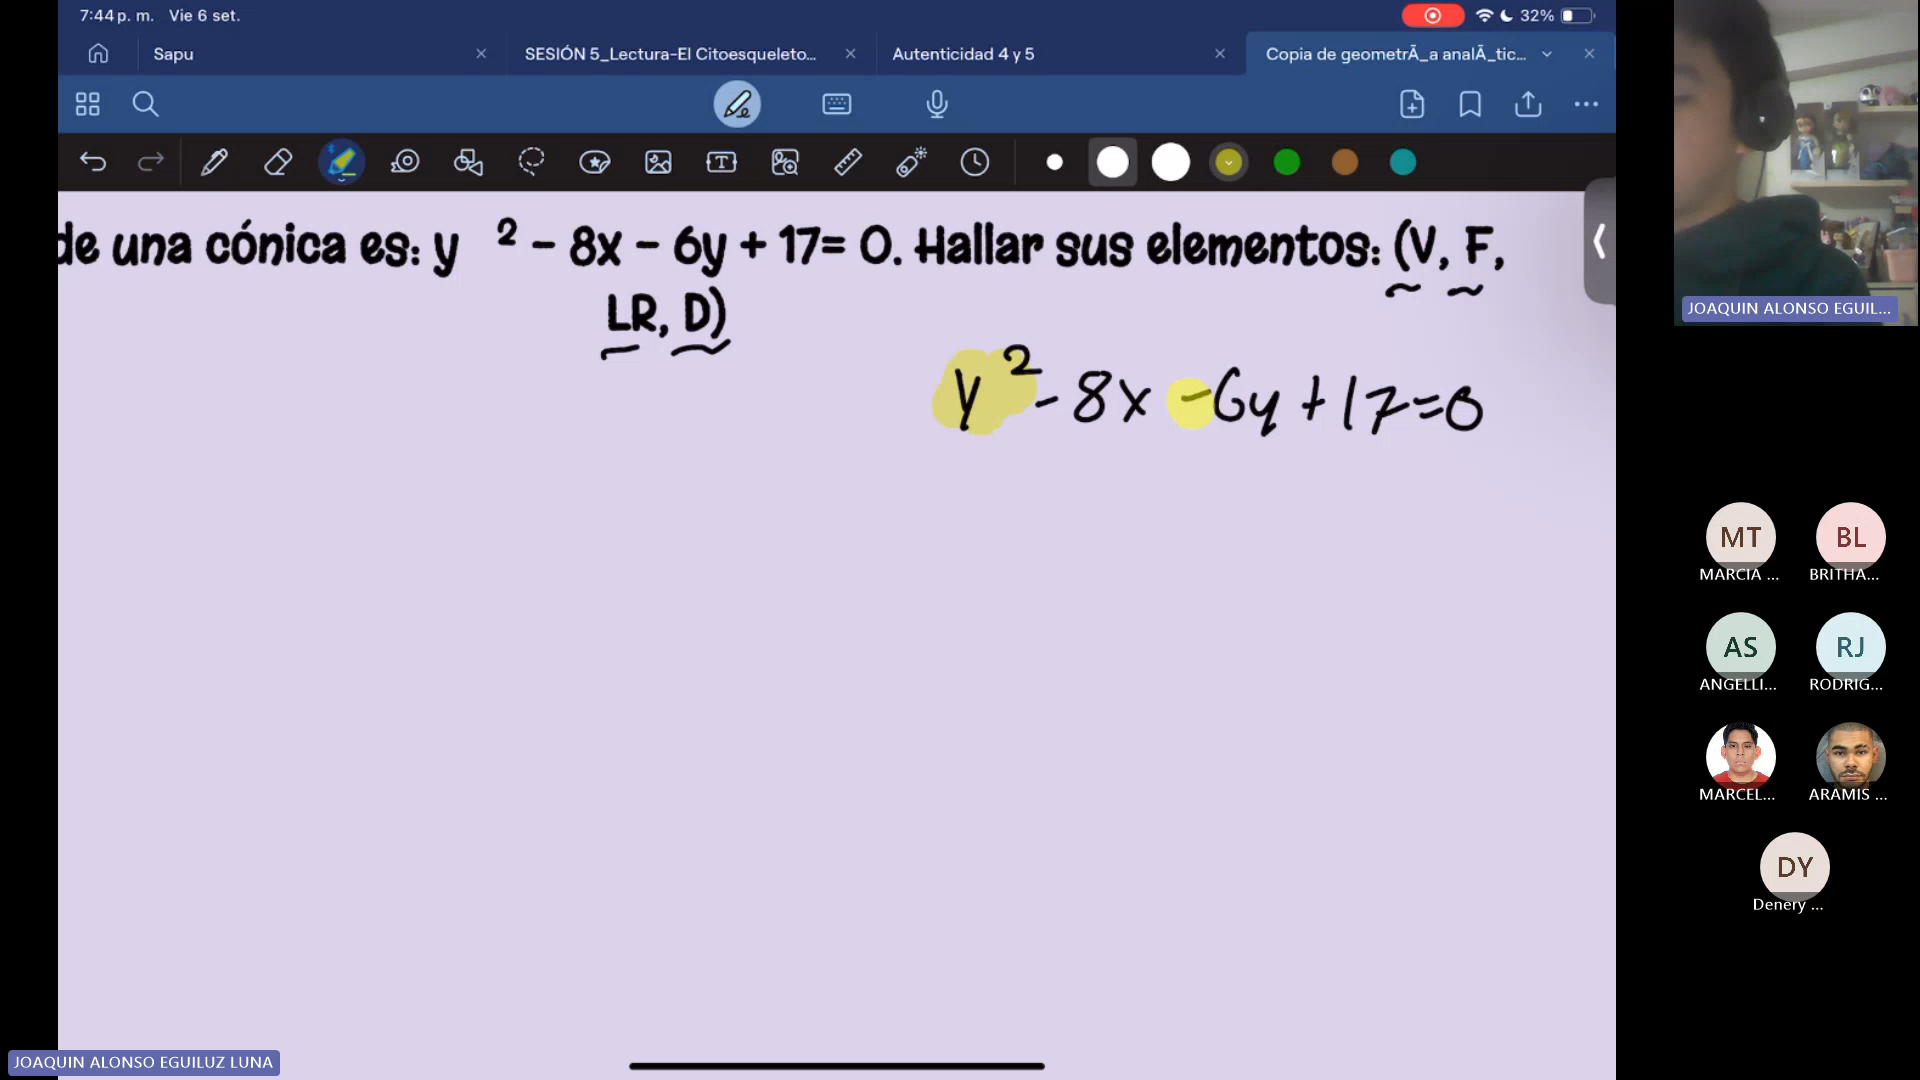 7:44 p. m. Vie 6 set.
32%
Sapu
SESIÓN 5_Lectura-El Citoesqueleto...
Autenticidad 4 y 5
Copia de geometrÃ_a analÃ_tic...
de una cónica es: y ² - 8x - 6y + 17= 0. Hallar sus elementos: (V, F,
LR, D)
y² - 8x - 6y + 17 = 0
JOAQUIN ALONSO EGUIL...
MT
BL
MARCIA ...
BRITHA...
AS
RJ
ANGELLI...
RODRIG...
MARCEL...
ARAMIS ...
DY
Denery ...
JOAQUIN ALONSO EGUILUZ LUNA